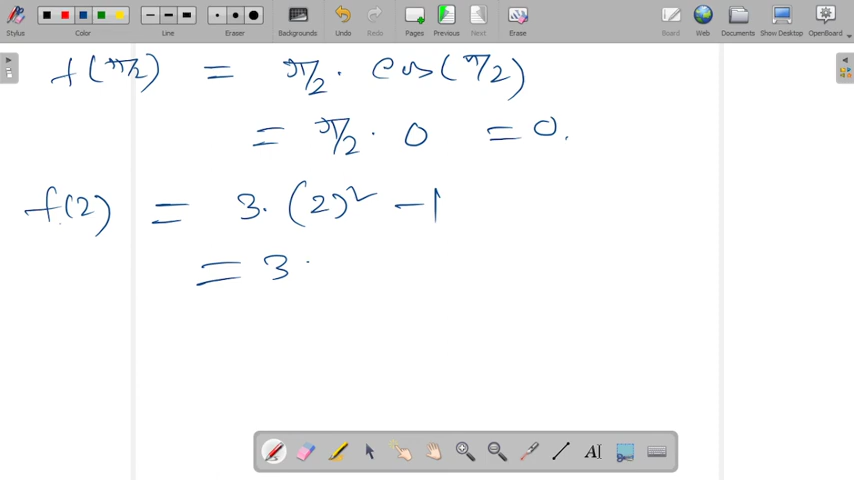 Stylus Color Line Eraser Backgrounds Undo Redo Pages Previous Next Erase Board Web Documents Show Desktop OpenBoard
f(π/2) = π/2 · cos(π/2)
= π/2 · 0 = 0.
f(2) = 3· (2)² -1
= 3 ·